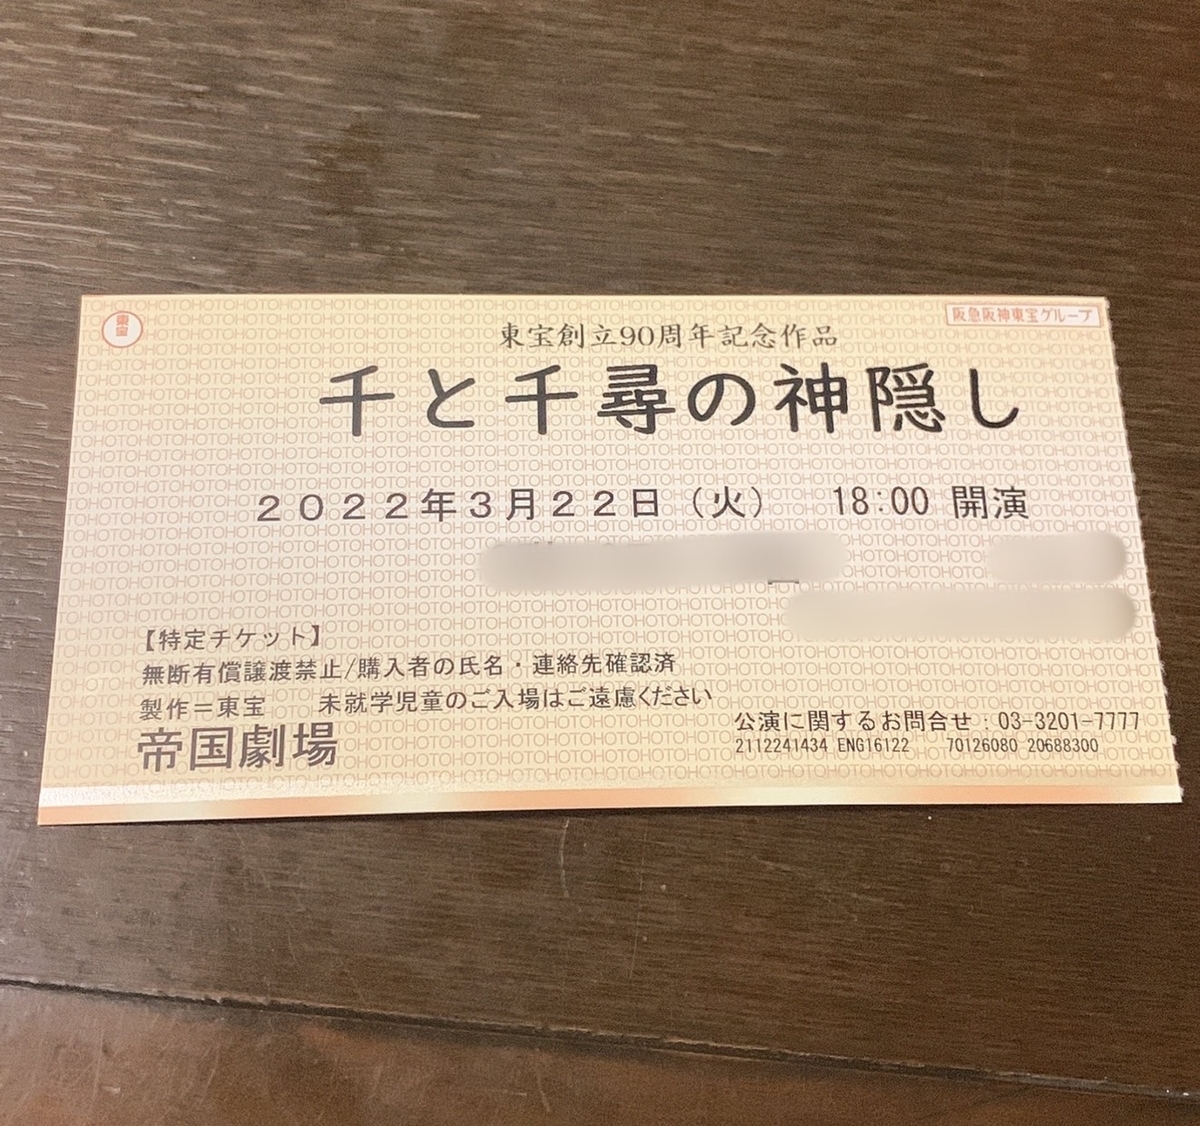 東宝
阪急阪神東宝グループ
東宝創立90周年記念作品
千と千尋の神隠し
２０２２年３月２２日（火） 18:00 開演
【特定チケット】
無断有償譲渡禁止/購入者の氏名・連絡先確認済
製作＝東宝 未就学児童のご入場はご遠慮ください
帝国劇場
公演に関するお問合せ：03-3201-7777
2112241434 ENG16122 70126080 20688300